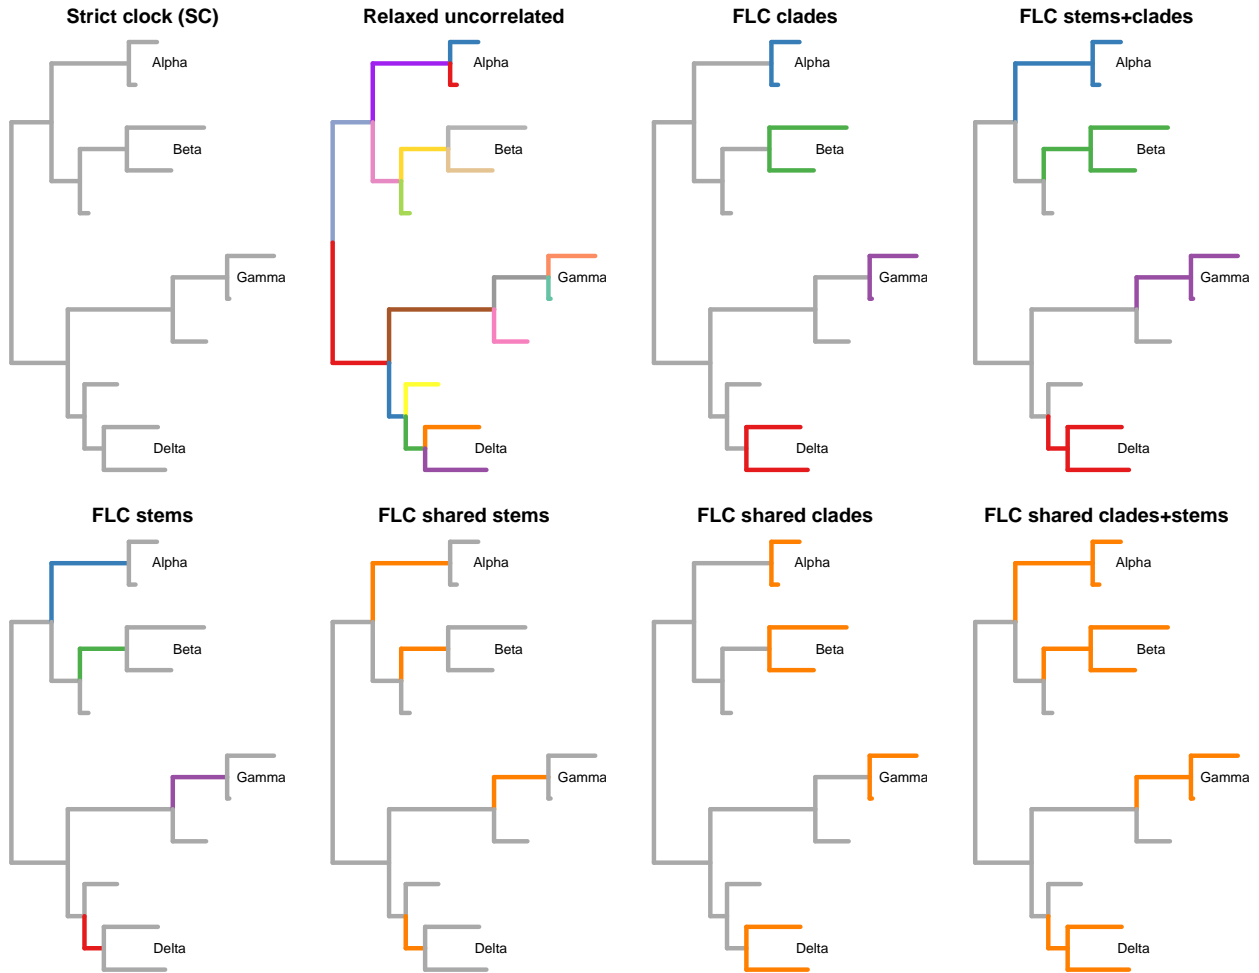 Strict clock (SC)
Alpha
Beta
Gamma
Delta
Relaxed uncorrelated
Alpha
Beta
Gamma
Delta
FLC clades
Alpha
Beta
Gamma
Delta
FLC stems+clades
Alpha
Beta
Gamma
Delta
FLC stems
Alpha
Beta
Gamma
Delta
FLC shared stems
Alpha
Beta
Gamma
Delta
FLC shared clades
Alpha
Beta
Gamma
Delta
FLC shared clades+stems
Alpha
Beta
Gamma
Delta